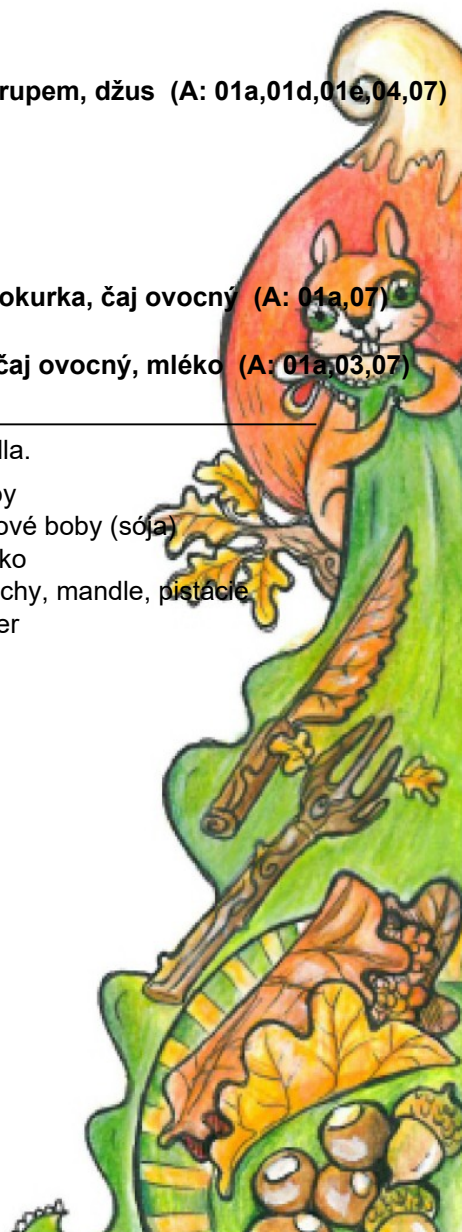 rupem, džus (A: 01a,01d,01e,04,07)
okurka, čaj ovocný (A: 01a,07)
čaj ovocný, mléko (A: 01a,03,07)
lla.
by
ové boby (sója)
ko
chy, mandle, pistácie
er